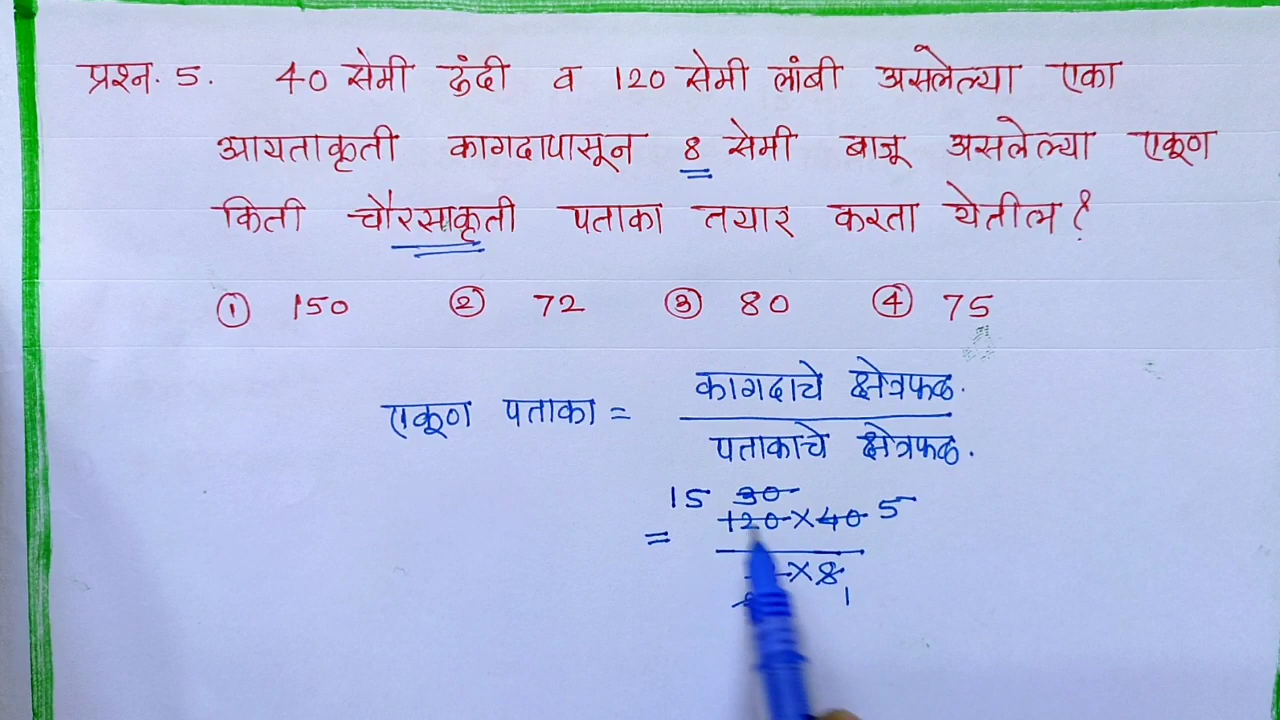 प्रश्न. 5. 40 सेमी रुंदी व 120 सेमी लांबी असलेल्या एका
आयताकृती कागदापासून 8 सेमी बाजू असलेल्या एकूण
किती चौरसाकृती पताका तयार करता येतील ?
① 150 ② 72 ③ 80 ④ 75
एकूण पताका = कागदाचे क्षेत्रफळ.
पताकाचे क्षेत्रफळ.
15 30
= 120 × 40 5
× 8
1